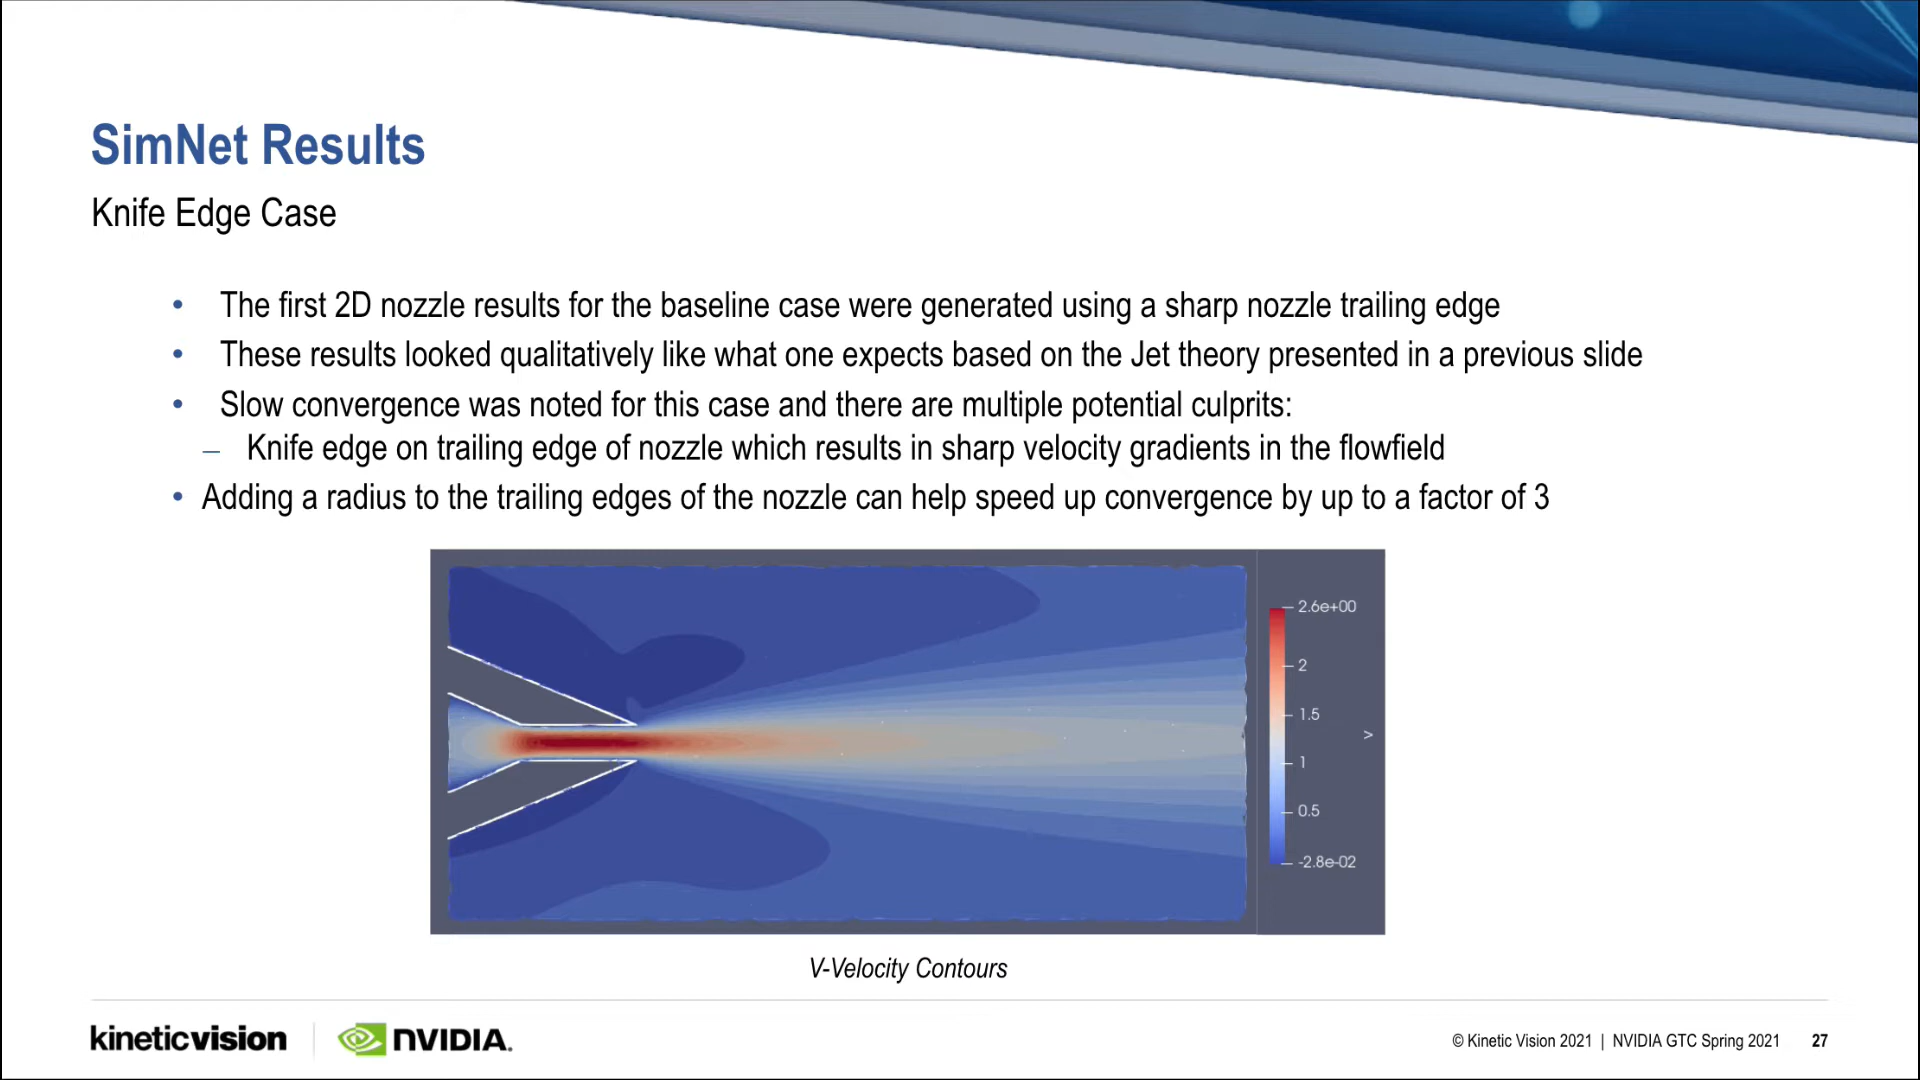 SimNet Results
Knife Edge Case
• The first 2D nozzle results for the baseline case were generated using a sharp nozzle trailing edge
• These results looked qualitatively like what one expects based on the Jet theory presented in a previous slide
• Slow convergence was noted for this case and there are multiple potential culprits:
– Knife edge on trailing edge of nozzle which results in sharp velocity gradients in the flowfield
• Adding a radius to the trailing edges of the nozzle can help speed up convergence by up to a factor of 3
2.6e+00
2
1.5
>
1
0.5
-2.8e-02
V-Velocity Contours
kineticvision
NVIDIA.
© Kinetic Vision 2021 | NVIDIA GTC Spring 2021 27